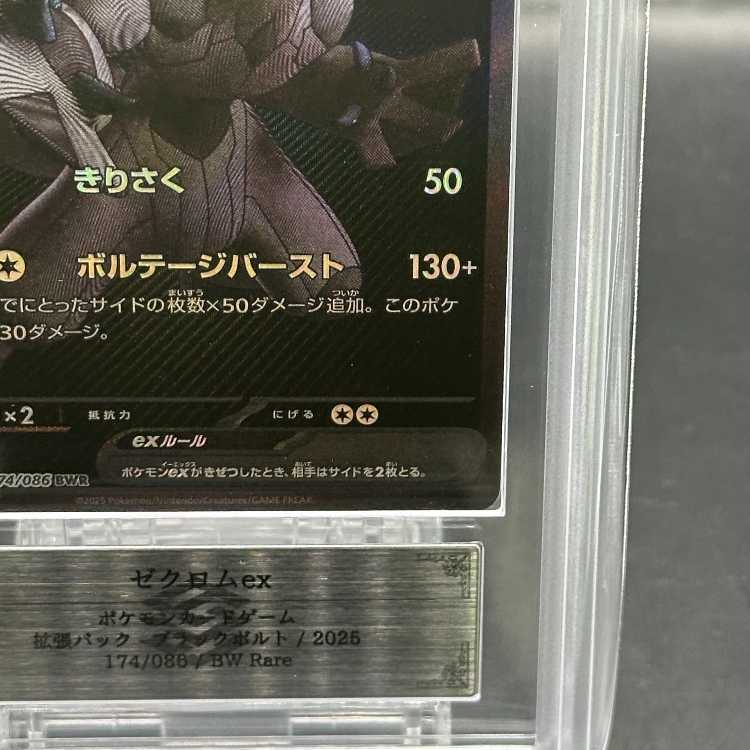 きりさく 50
ボルテージバースト 130+
でにとったサイドの枚数×50ダメージ追加。このポケ
30ダメージ。
×2 抵抗力 にげる
exルール
ポケモンexがきぜつしたとき、相手はサイドを2枚とる。
74/086 BWR
©2025 Pokémon/Nintendo/Creatures/GAME FREAK.
ゼクロムex
ポケモンカードゲーム
拡張パック ブラックボルト / 2025
174/086 / BW Rare